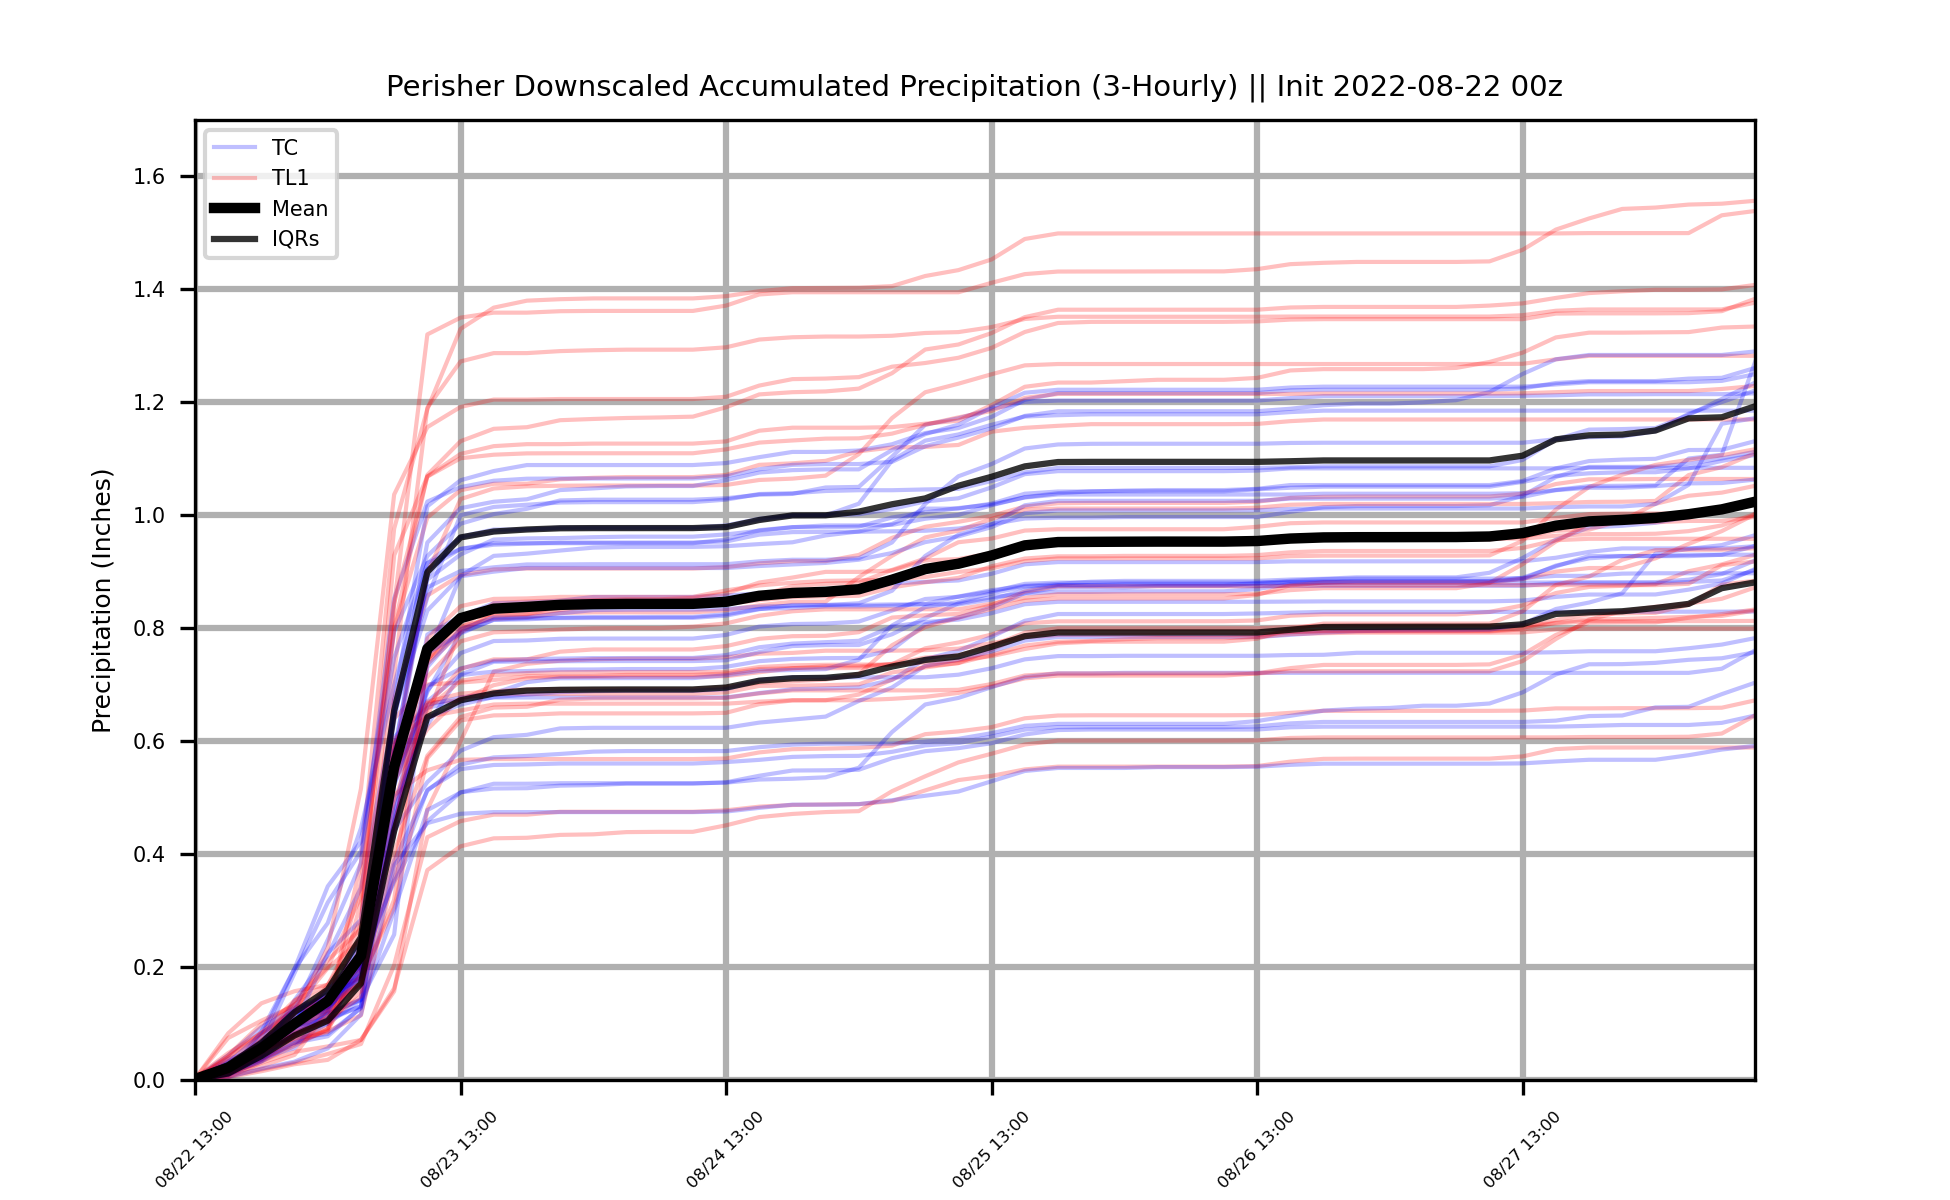 Perisher Downscaled Accumulated Precipitation (3-Hourly) || Init 2022-08-22 00z
TC
TL1
Mean
IQRs
Precipitation (Inches)
1.6
1.4
1.2
1.0
0.8
0.6
0.4
0.2
0.0
08/22 13:00
08/23 13:00
08/24 13:00
08/25 13:00
08/26 13:00
08/27 13:00